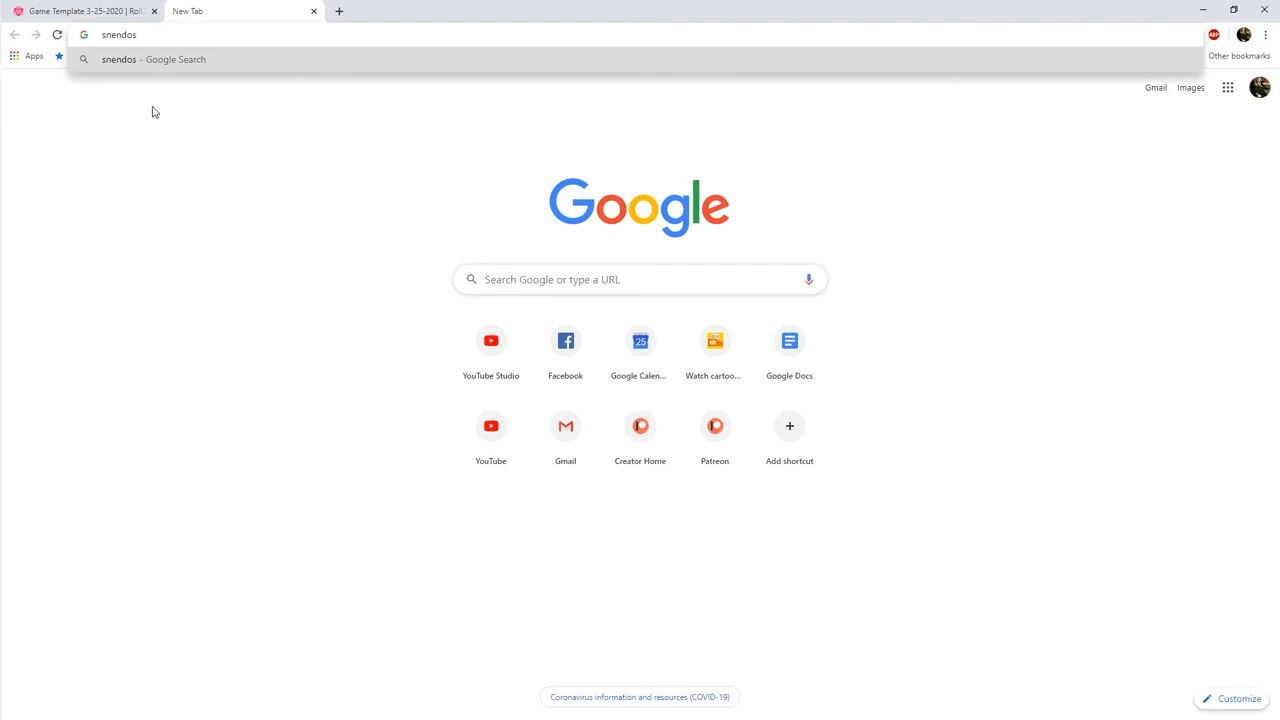 Game Template 3-25-2020 | Roll
New Tab
snendos
snendos - Google Search
Apps
Other bookmarks
Gmail Images
Google
Search Google or type a URL
25
YouTube Studio Facebook Google Calen... Watch cartoo... Google Docs
YouTube Gmail Creator Home Patreon Add shortcut
Coronavirus information and resources (COVID-19)
Customize